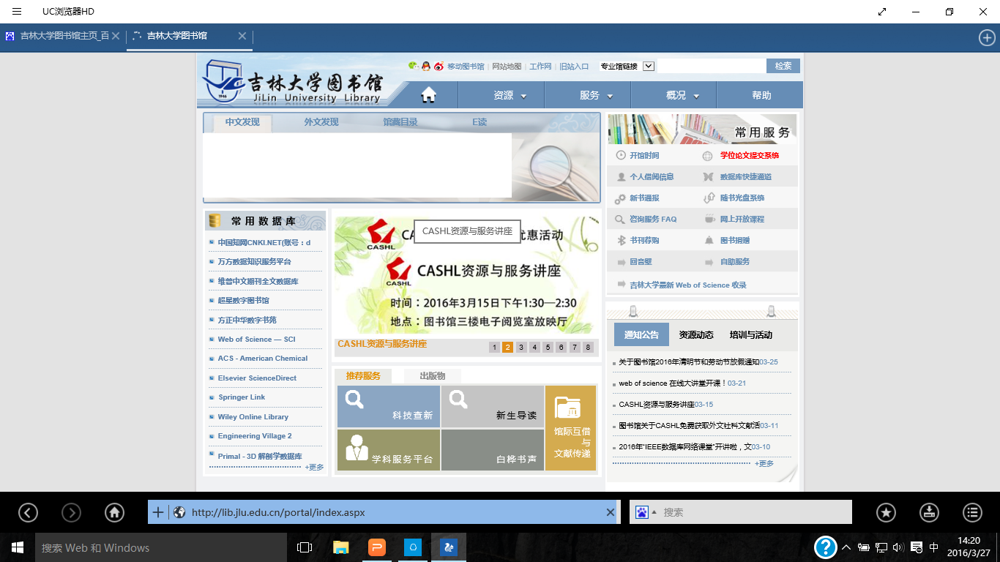 UC浏览器HD
吉林大学图书馆主页_百
吉林大学图书馆
吉林大学图书馆
JiLin University Library
1946
移动图书馆 | 网站地图 | 工作网 | 旧站入口
专业馆链接
检索
资源
服务
概况
帮助
中文发现
外文发现
馆藏目录
E读
常用数据库
中国知网CNKI.NET(账号：d
万方数据知识服务平台
维普中文期刊全文数据库
超星数字图书馆
方正中华数字书苑
Web of Science — SCI
ACS - American Chemical
Elsevier ScienceDirect
Springer Link
Wiley Online Library
Engineering Village 2
Primal - 3D 解剖学数据库
+更多
CASHL
CA
CASHL资源与服务讲座
优惠活动
CASHL
CASHL资源与服务讲座
时间：2016年3月15日下午1:30—2:30
地点：图书馆三楼电子阅览室放映厅
CASHL资源与服务讲座
1 2 3 4 5 6 7 8
推荐服务
出版物
科技查新
新生导读
学科服务平台
白桦书声
馆际互借
与
文献传递
常用服务
开馆时间
学位论文提交系统
个人借阅信息
数据库快捷通道
新书通报
随书光盘系统
咨询服务 FAQ
网上开放课程
书刊荐购
图书捐赠
回音壁
自助服务
吉林大学最新 Web of Science 收录
通知公告
资源动态
培训与活动
关于图书馆2016年清明节和劳动节放假通知03-25
web of science 在线大讲堂开课！03-21
CASHL资源与服务讲座03-15
图书馆关于CASHL免费获取外文社科文献活03-11
2016年“IEEE数据库网络课堂”开讲啦，文03-10
+更多
http://lib.jlu.edu.cn/portal/index.aspx
搜索
搜索 Web 和 Windows
中
14:20
2016/3/27